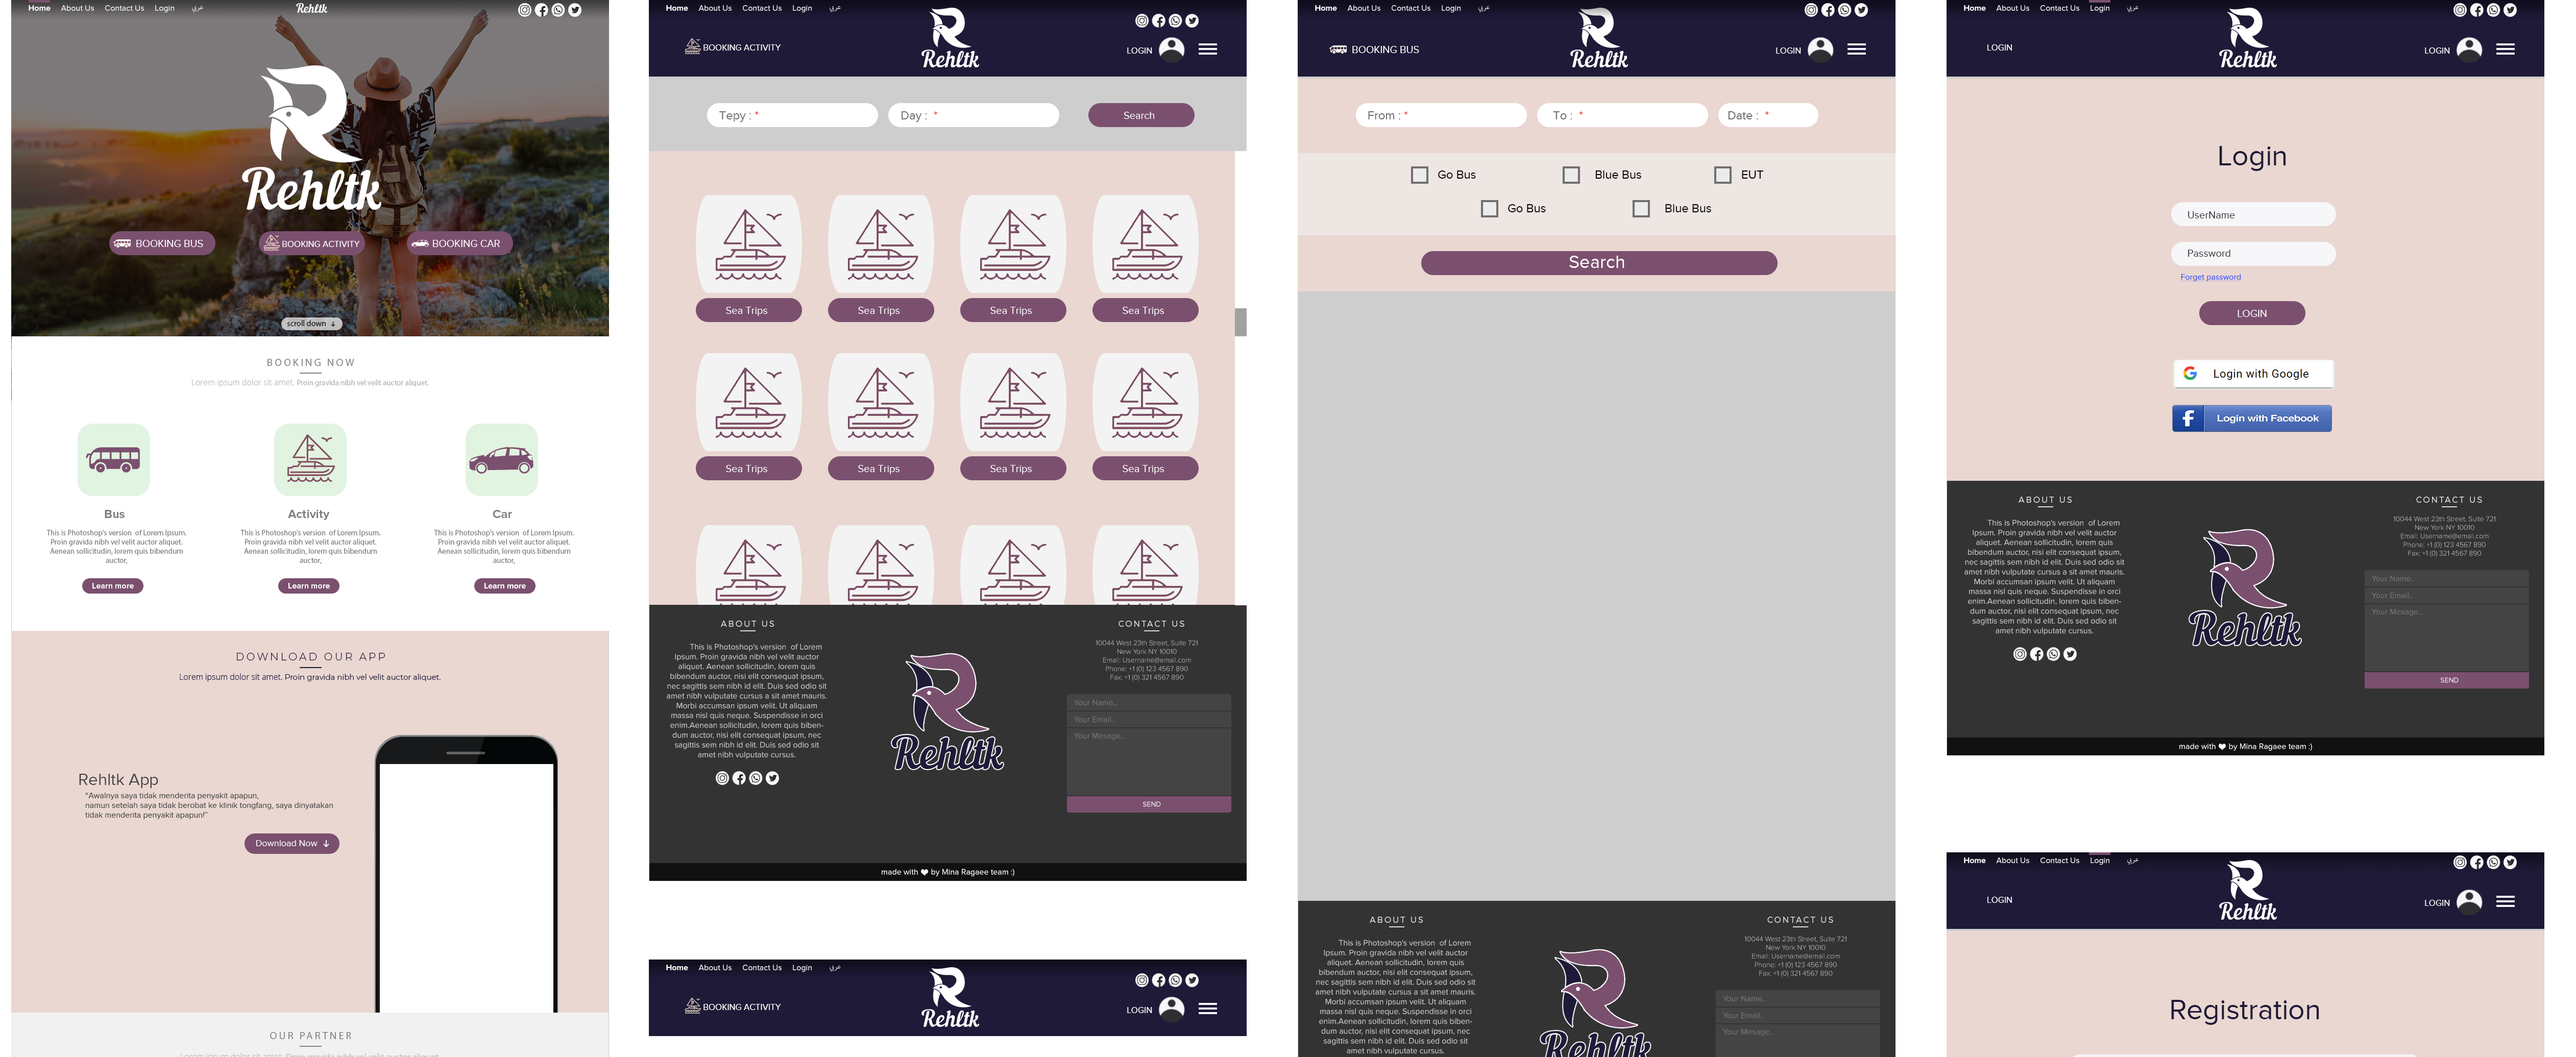 Home About Us Contact Us Login عربي
Rehltk
Rehltk
BOOKING BUS
BOOKING ACTIVITY
BOOKING CAR
scroll down ↓
BOOKING NOW
Lorem ipsum dolor sit amet. Proin gravida nibh vel velit auctor aliquet.
Bus
This is Photoshop's version of Lorem Ipsum.
Proin gravida nibh vel velit auctor aliquet.
Aenean sollicitudin, lorem quis bibendum
auctor,
Learn more
Activity
This is Photoshop's version of Lorem Ipsum.
Proin gravida nibh vel velit auctor aliquet.
Aenean sollicitudin, lorem quis bibendum
auctor,
Learn more
Car
This is Photoshop's version of Lorem Ipsum.
Proin gravida nibh vel velit auctor aliquet.
Aenean sollicitudin, lorem quis bibendum
auctor,
Learn more
DOWNLOAD OUR APP
Lorem ipsum dolor sit amet. Proin gravida nibh vel velit auctor aliquet.
Rehltk App
"Awalnya saya tidak menderita penyakit apapun,
namun setelah saya tidak berobat ke klinik tongfang, saya dinyatakan
tidak menderita penyakit apapun!"
Download Now ↓
OUR PARTNER
Lorem ipsum dolor sit amet. Proin gravida nibh vel velit auctor aliquet.
Home About Us Contact Us Login عربي
BOOKING ACTIVITY
Rehltk
LOGIN
Tepy : *
Day : *
Search
Sea Trips Sea Trips Sea Trips Sea Trips
Sea Trips Sea Trips Sea Trips Sea Trips
ABOUT US
This is Photoshop's version of Lorem
Ipsum. Proin gravida nibh vel velit auctor
aliquet. Aenean sollicitudin, lorem quis
bibendum auctor, nisi elit consequat ipsum,
nec sagittis sem nibh id elit. Duis sed odio sit
amet nibh vulputate cursus a sit amet mauris.
Morbi accumsan ipsum velit. Ut aliquam
massa nisl quis neque. Suspendisse in orci
enim.Aenean sollicitudin, lorem quis biben-
dum auctor, nisi elit consequat ipsum, nec
sagittis sem nibh id elit. Duis sed odio sit
amet nibh vulputate cursus.
Rehltk
CONTACT US
10044 West 23th Street, Suite 721
New York NY 10010
Email: Username@email.com
Phone: +1 (0) 123 4567 890
Fax: +1 (0) 321 4567 890
Your Name..
Your Email..
Your Mesage..
SEND
made with ❤ by Mina Ragaee team :)
Home About Us Contact Us Login عربي
BOOKING ACTIVITY
Rehltk
LOGIN
Home About Us Contact Us Login عربي
BOOKING BUS
Rehltk
LOGIN
From : *
To : *
Date : *
Go Bus Blue Bus EUT
Go Bus Blue Bus
Search
ABOUT US
This is Photoshop's version of Lorem
Ipsum. Proin gravida nibh vel velit auctor
aliquet. Aenean sollicitudin, lorem quis
bibendum auctor, nisi elit consequat ipsum,
nec sagittis sem nibh id elit. Duis sed odio sit
amet nibh vulputate cursus a sit amet mauris.
Morbi accumsan ipsum velit. Ut aliquam
massa nisl quis neque. Suspendisse in orci
enim.Aenean sollicitudin, lorem quis biben-
dum auctor, nisi elit consequat ipsum, nec
sagittis sem nibh id elit. Duis sed odio sit
amet nibh vulputate cursus.
Rehltk
CONTACT US
10044 West 23th Street, Suite 721
New York NY 10010
Email: Username@email.com
Phone: +1 (0) 123 4567 890
Fax: +1 (0) 321 4567 890
Your Name..
Your Email..
Your Mesage..
Home About Us Contact Us Login عربي
LOGIN
Rehltk
LOGIN
Login
UserName
Password
Forget password
LOGIN
Login with Google
Login with Facebook
ABOUT US
This is Photoshop's version of Lorem
Ipsum. Proin gravida nibh vel velit auctor
aliquet. Aenean sollicitudin, lorem quis
bibendum auctor, nisi elit consequat ipsum,
nec sagittis sem nibh id elit. Duis sed odio sit
amet nibh vulputate cursus a sit amet mauris.
Morbi accumsan ipsum velit. Ut aliquam
massa nisl quis neque. Suspendisse in orci
enim.Aenean sollicitudin, lorem quis biben-
dum auctor, nisi elit consequat ipsum, nec
sagittis sem nibh id elit. Duis sed odio sit
amet nibh vulputate cursus.
Rehltk
CONTACT US
10044 West 23th Street, Suite 721
New York NY 10010
Email: Username@email.com
Phone: +1 (0) 123 4567 890
Fax: +1 (0) 321 4567 890
Your Name..
Your Email..
Your Mesage..
SEND
made with ❤ by Mina Ragaee team :)
Home About Us Contact Us Login عربي
LOGIN
Rehltk
LOGIN
Registration